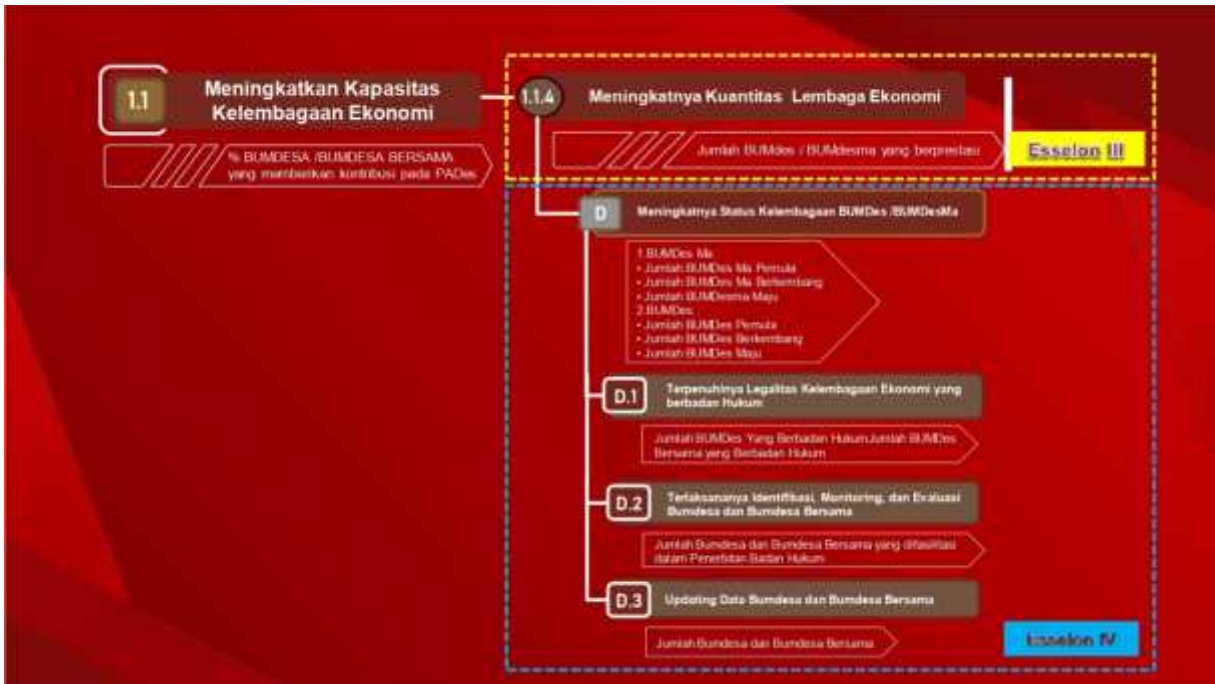 1.1
Meningkatkan Kapasitas
Kelembagaan Ekonomi
% BUMDESA /BUMDESA BERSAMA
yang memberikan kontribusi pada PADes
1.1.4
Meningkatnya Kuantitas Lembaga Ekonomi
Jumlah BUMdes / BUMdesma yang berprestasi
Esselon III
D
Meningkatnya Status Kelembagaan BUMDes /BUMDesMa
1.BUMDes Ma
• Jumlah BUMDes Ma Pemula
• Jumlah BUMDes Ma Berkembang
• Jumlah BUMDesma Maju
2.BUMDes
• Jumlah BUMDes Pemula
• Jumlah BUMDes Berkembang
• Jumlah BUMDes Maju
D.1
Terpenuhinya Legalitas Kelembagaan Ekonomi yang
berbadan Hukum
Jumlah BUMDes Yang Berbadan HukumJumlah BUMDes
Bersama yang Berbadan Hukum
D.2
Terlaksananya Identifikasi, Monitoring, dan Evaluasi
Bumdesa dan Bumdesa Bersama
Jumlah Bumdesa dan Bumdesa Bersama yang difasilitasi
dalam Penerbitan Badan Hukum
D.3
Updating Data Bumdesa dan Bumdesa Bersama
Jumlah Bumdesa dan Bumdesa Bersama
Esselon IV